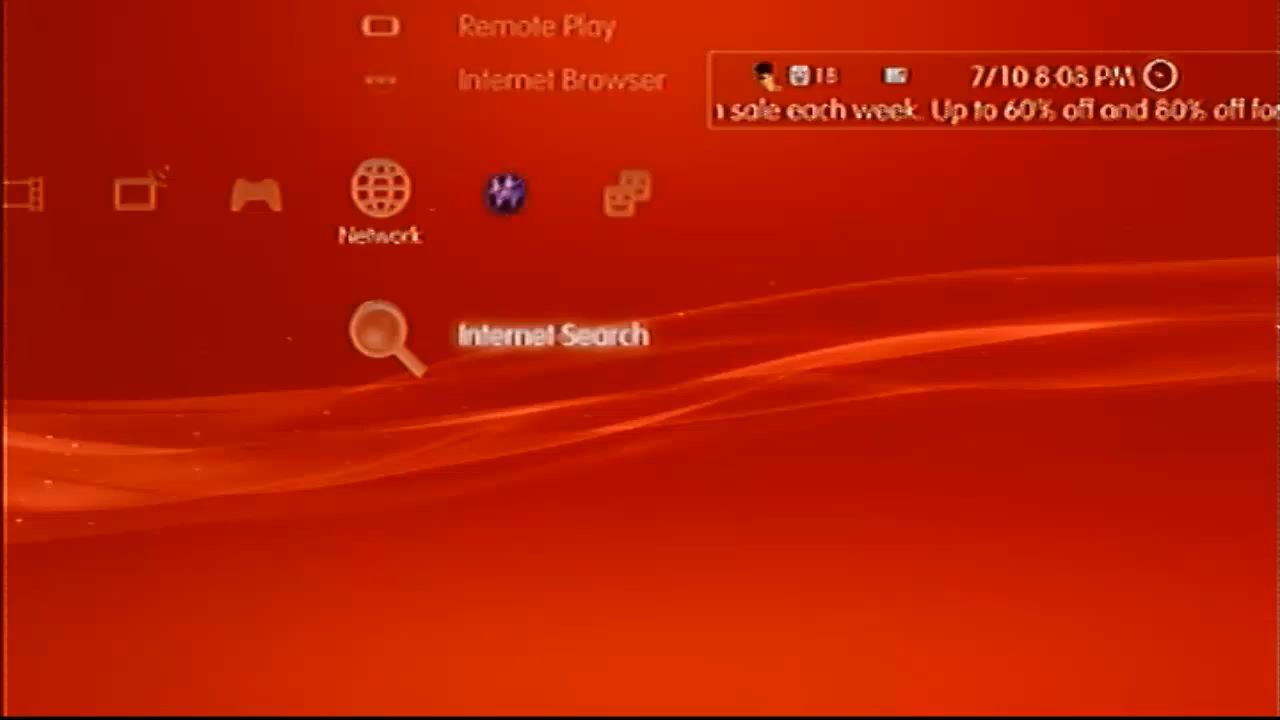 Remote Play
Internet Browser
18 7/10 8:08 PM
sale each week. Up to 60% off and 80% off for
Network
Internet Search